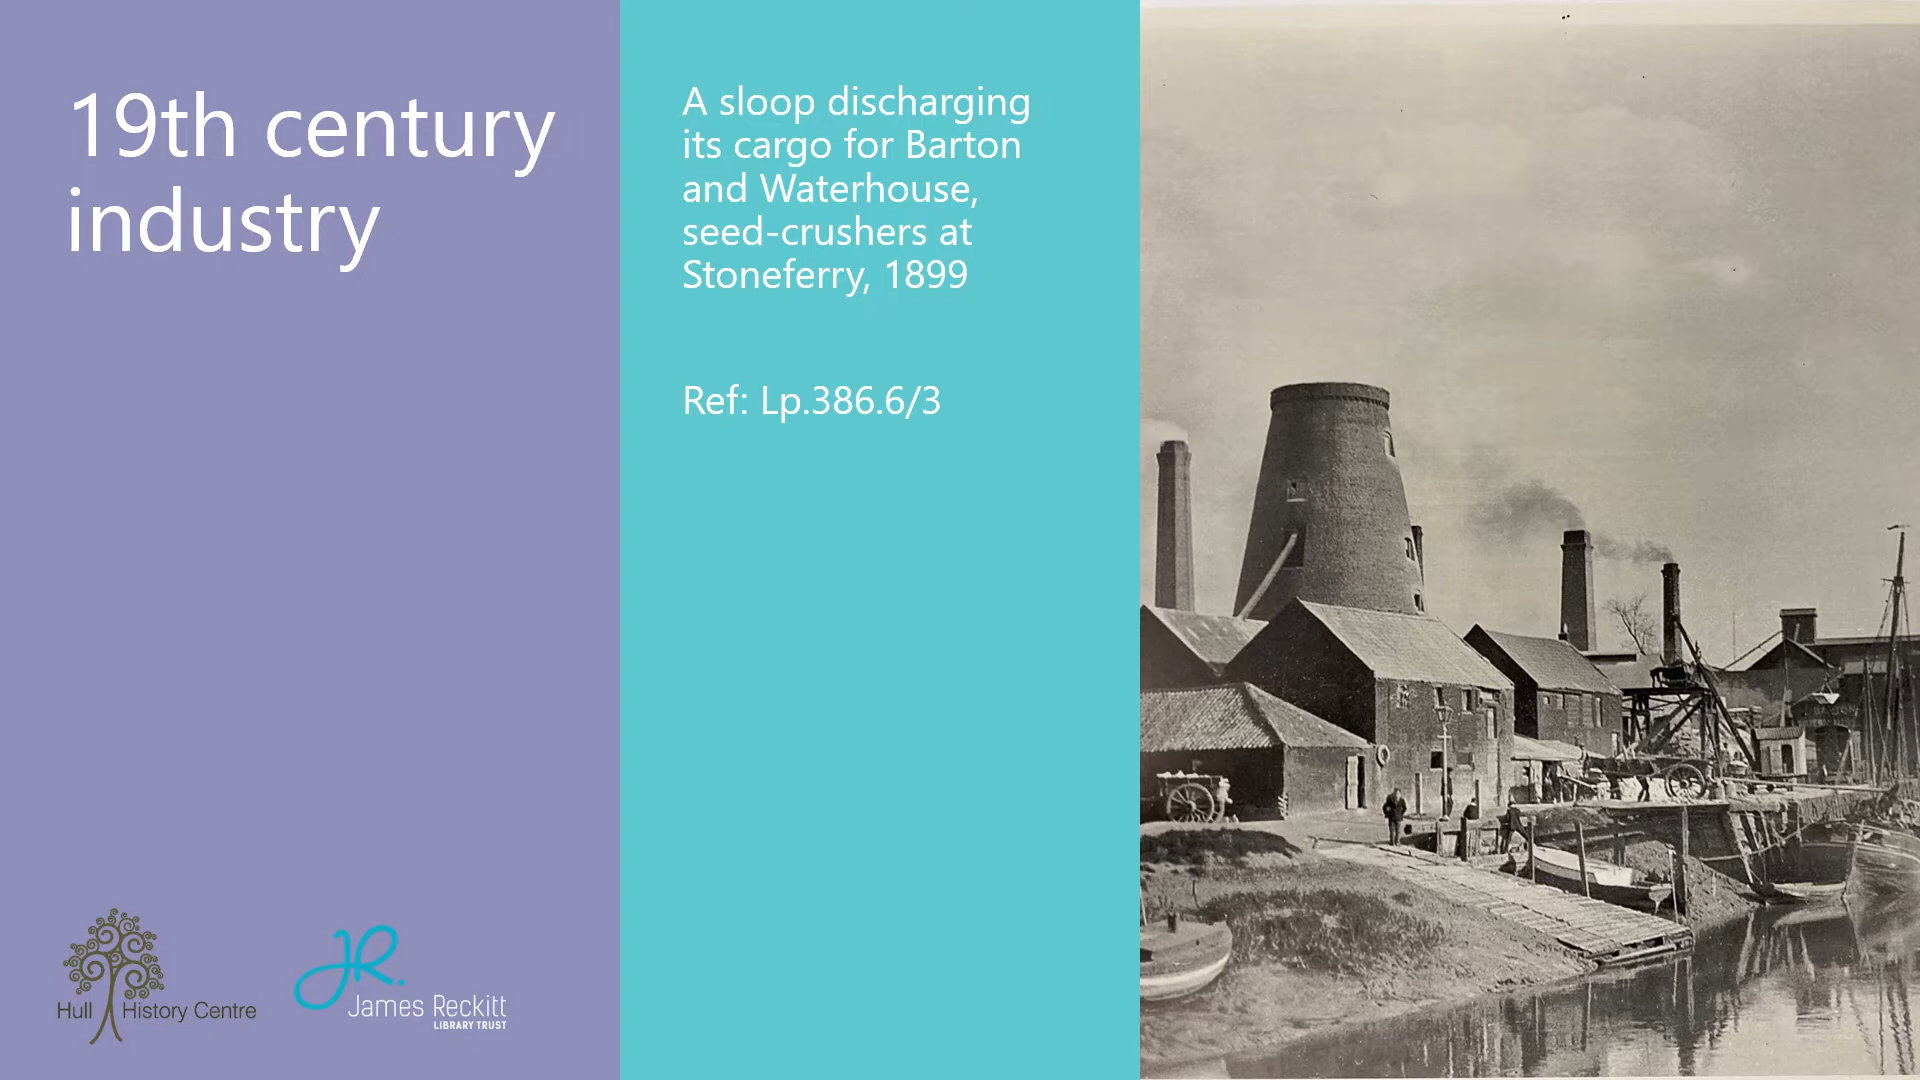 19th century
industry
A sloop discharging
its cargo for Barton
and Waterhouse,
seed-crushers at
Stoneferry, 1899
Ref: Lp.386.6/3
Hull History Centre
JR.
James Reckitt
LIBRARY TRUST